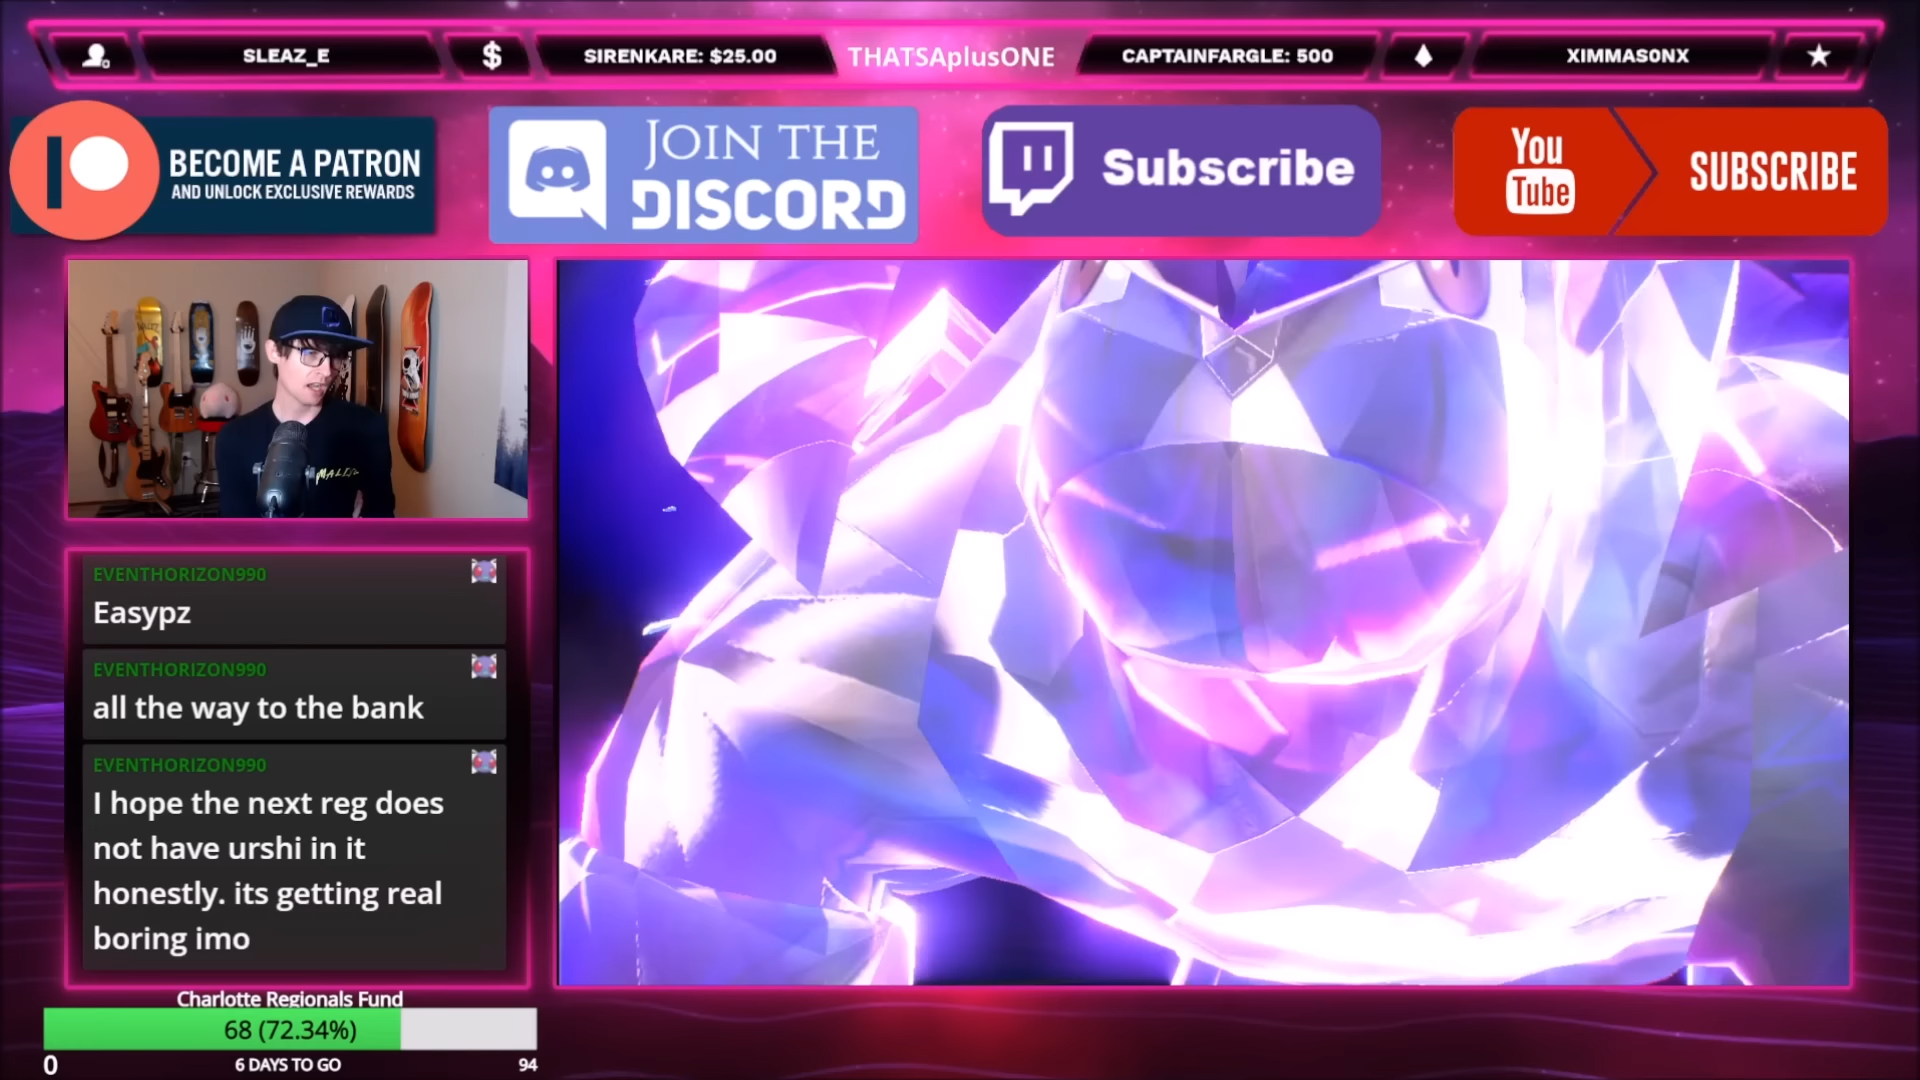 SLEAZ_E
$
SIRENKARE: $25.00
THATSAplusONE
CAPTAINFARGLE: 500
XIMMAS0NX
BECOME A PATRON
AND UNLOCK EXCLUSIVE REWARDS
JOIN THE
DISCORD
Subscribe
You
Tube
SUBSCRIBE
EVENTHORIZON990
Easypz
EVENTHORIZON990
all the way to the bank
EVENTHORIZON990
I hope the next reg does
not have urshi in it
honestly. its getting real
boring imo
Charlotte Regionals Fund
68 (72.34%)
0
6 DAYS TO GO
94